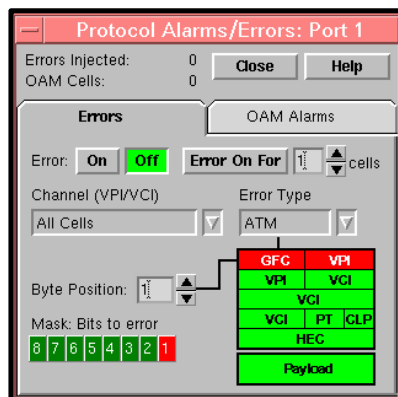 Protocol Alarms/Errors: Port 1
Errors Injected: 0
OAM Cells: 0
Close Help
Errors OAM Alarms
Error: On Off Error On For 1 cells
Channel (VPI/VCI) Error Type
All Cells ATM
GFC VPI
VPI VCI
Byte Position: 1
VCI
Mask: Bits to error
VCI PT CLP
8 7 6 5 4 3 2 1
HEC
Payload